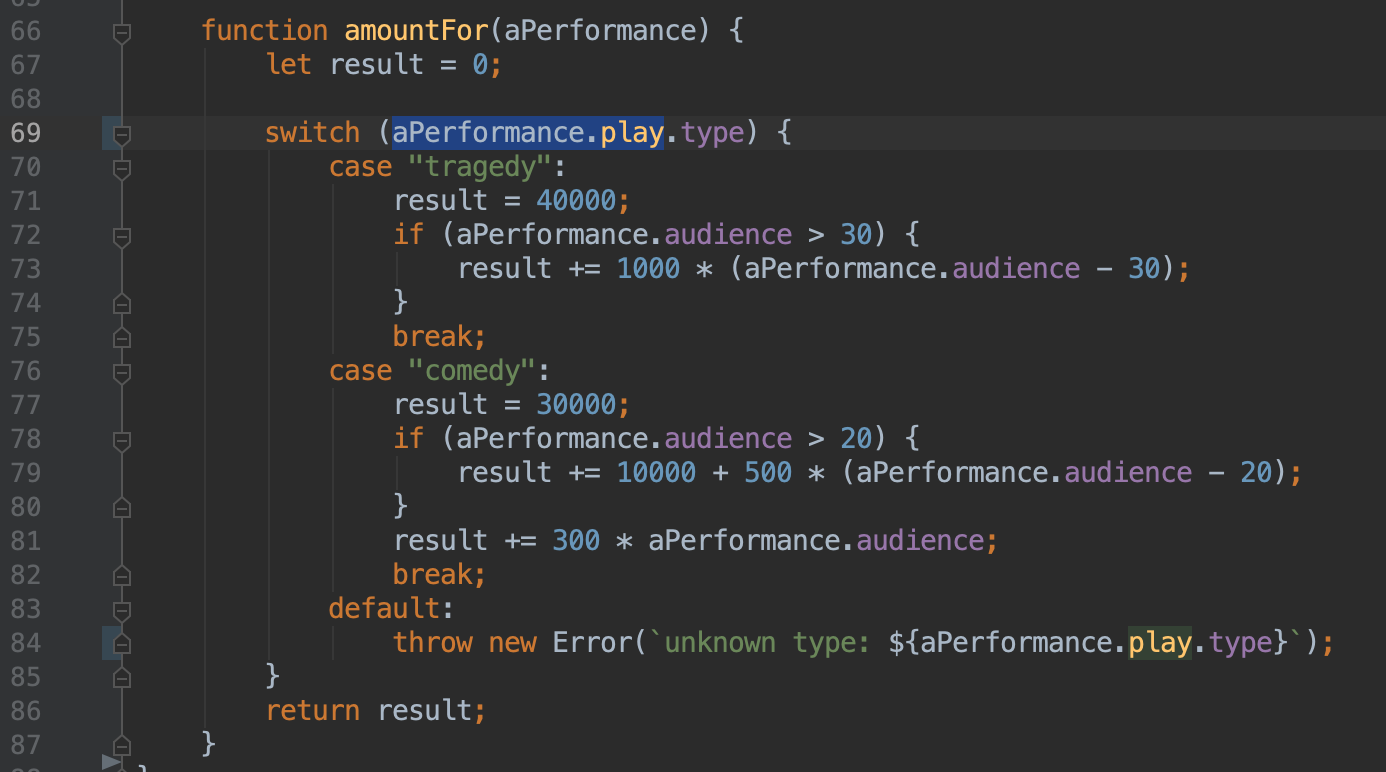 66 function amountFor(aPerformance) {
67 let result = 0;
68
69 switch (aPerformance.play.type) {
70 case "tragedy":
71 result = 40000;
72 if (aPerformance.audience > 30) {
73 result += 1000 * (aPerformance.audience - 30);
74 }
75 break;
76 case "comedy":
77 result = 30000;
78 if (aPerformance.audience > 20) {
79 result += 10000 + 500 * (aPerformance.audience - 20);
80 }
81 result += 300 * aPerformance.audience;
82 break;
83 default:
84 throw new Error(`unknown type: ${aPerformance.play.type}`);
85 }
86 return result;
87 }